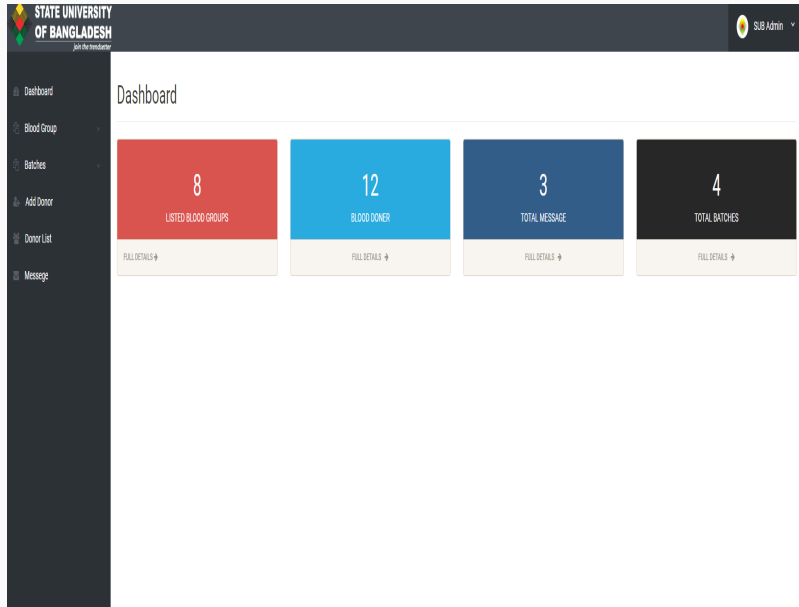 STATE UNIVERSITY
OF BANGLADESH
join the trendsetter
SUB Admin
Dashboard
Blood Group
Batches
Add Donor
Donor List
Messege
Dashboard
8
LISTED BLOOD GROUPS
FULL DETAILS
12
BLOOD DONER
FULL DETAILS
3
TOTAL MESSAGE
FULL DETAILS
4
TOTAL BATCHES
FULL DETAILS